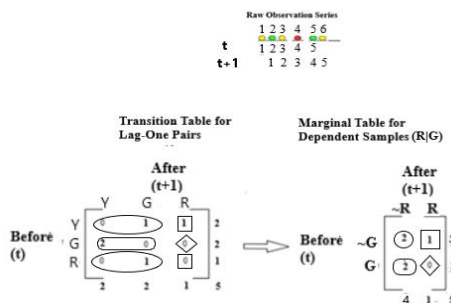 Raw Observation Series
1 2 3 4 5 6
t 1 2 3 4 5
t+1 1 2 3 4 5
Transition Table for
Lag-One Pairs
Marginal Table for
Dependent Samples (R|G)
After
(t+1)
Y G R
Before
(t)
Y 0 1 1 2
G 2 0 0 2
R 0 1 0 1
2 2 1 5
After
(t+1)
~R R
Before
(t)
~G 2 1
G 2 0
4 1